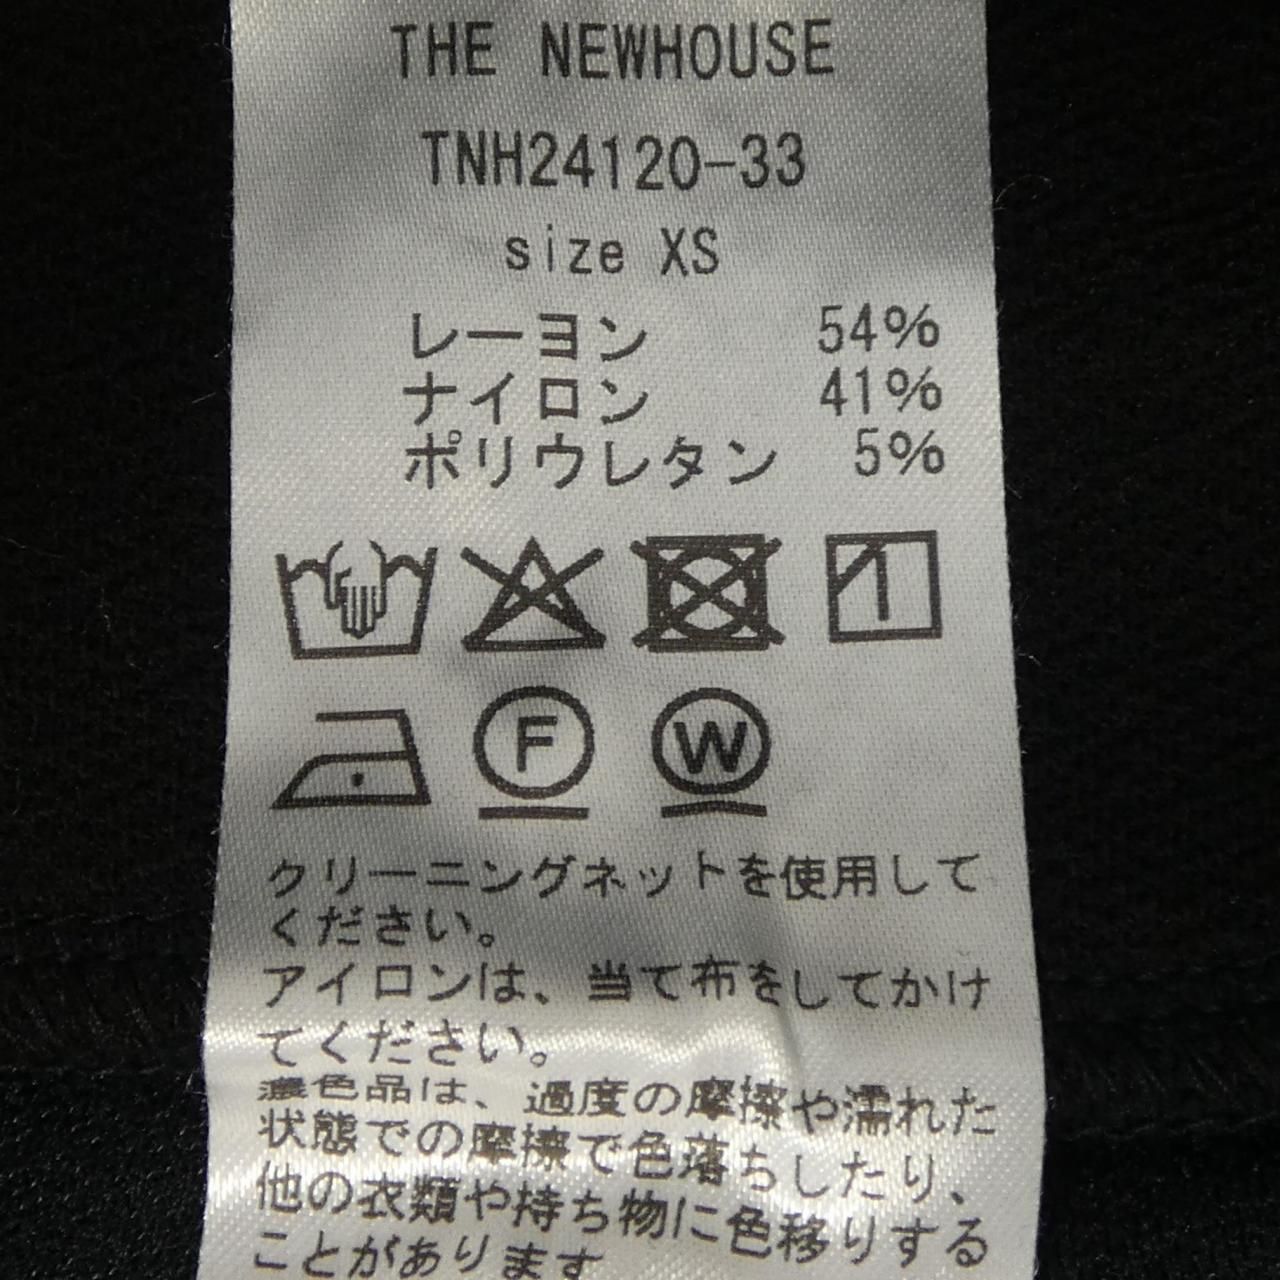 THE NEWHOUSE
TNH24120-33
size XS
レーヨン 54%
ナイロン 41%
ポリウレタン 5%
F W
クリーニングネットを使用して
ください。
アイロンは、当て布をしてかけ
てください。
濃色品は、過度の摩擦や濡れた
状態での摩擦で色落ちしたり、
他の衣類や持ち物に色移りする
ことがあります